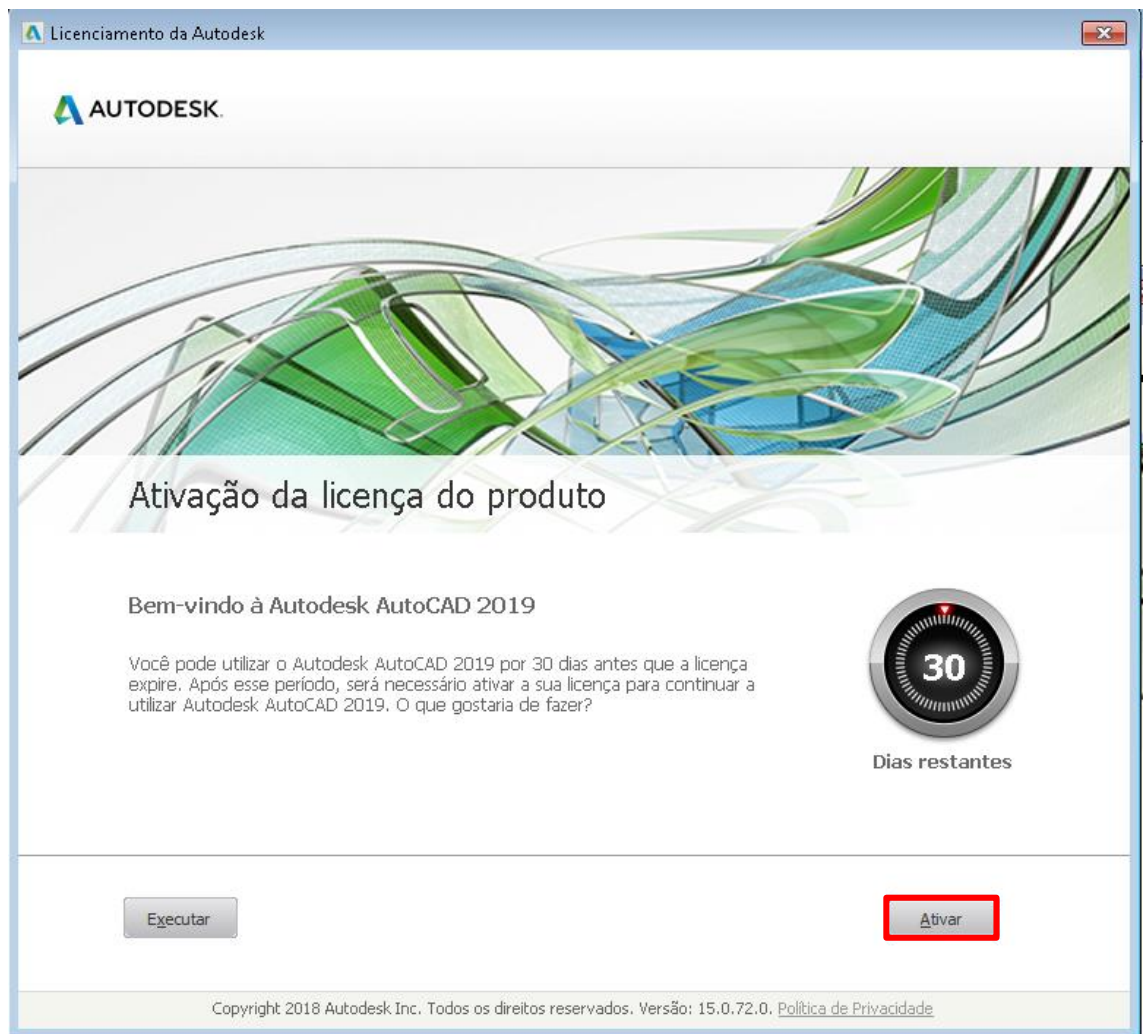 Licenciamento da Autodesk
AUTODESK.
Ativação da licença do produto
Bem-vindo à Autodesk AutoCAD 2019
Você pode utilizar o Autodesk AutoCAD 2019 por 30 dias antes que a licença
expire. Após esse período, será necessário ativar a sua licença para continuar a
utilizar Autodesk AutoCAD 2019. O que gostaria de fazer?
30
Dias restantes
Executar
Ativar
Copyright 2018 Autodesk Inc. Todos os direitos reservados. Versão: 15.0.72.0. Política de Privacidade